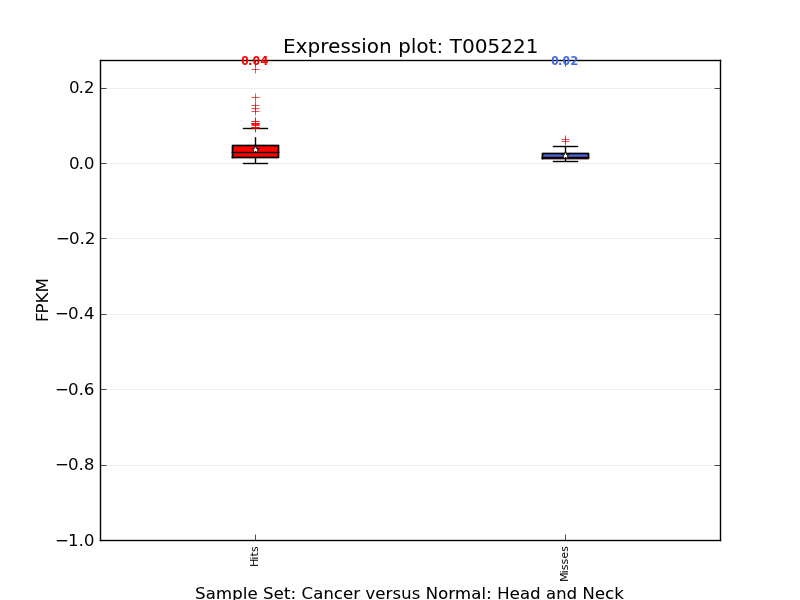 Expression plot: T005221
0.04 0.02
0.2
0.0
−0.2
−0.4
−0.6
−0.8
−1.0
FPKM
Hits Misses
Sample Set: Cancer versus Normal: Head and Neck